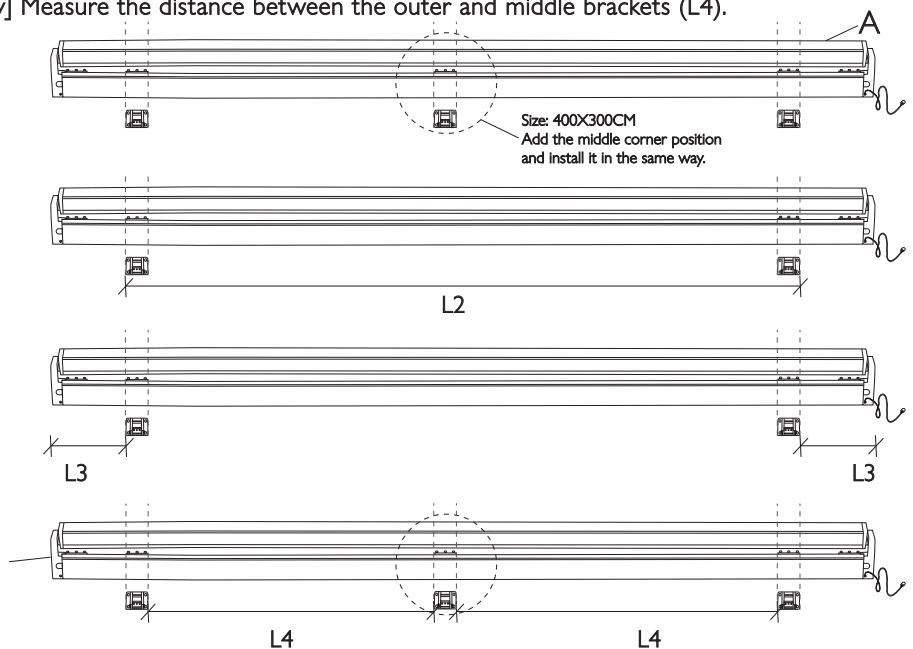 y] Measure the distance between the outer and middle brackets (L4).
A
Size: 400X300CM
Add the middle corner position
and install it in the same way.
L2
L3
L3
L4
L4